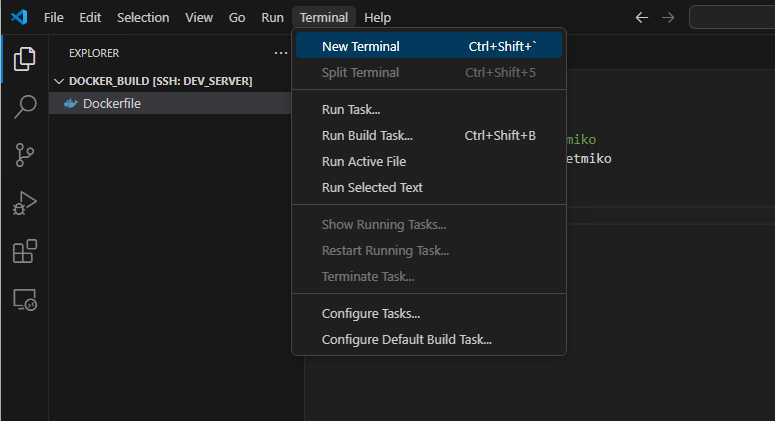 File Edit Selection View Go Run Terminal Help
EXPLORER
DOCKER_BUILD [SSH: DEV_SERVER]
Dockerfile
New Terminal Ctrl+Shift+`
Split Terminal Ctrl+Shift+5
Run Task...
Run Build Task... Ctrl+Shift+B
Run Active File
Run Selected Text
Show Running Tasks...
Restart Running Task...
Terminate Task...
Configure Tasks...
Configure Default Build Task...
miko
etmiko